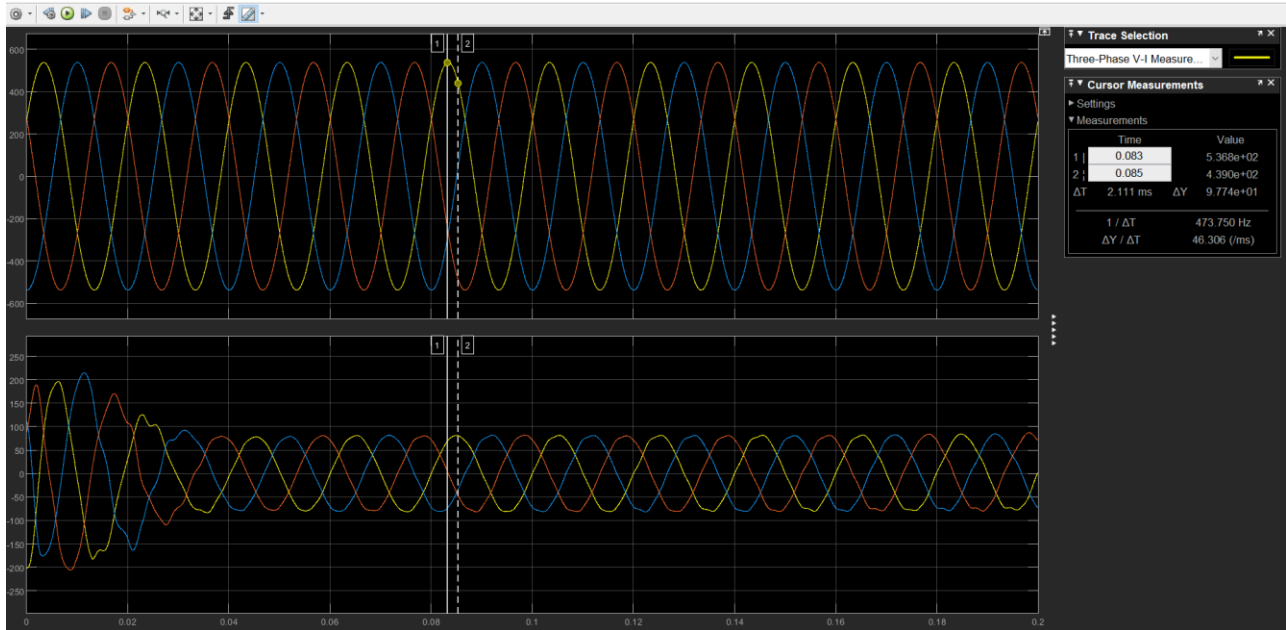 Trace Selection
Three-Phase V-I Measure...
Cursor Measurements
Settings
Measurements
Time Value
1 | 0.083 5.368e+02
2 ¦ 0.085 4.390e+02
ΔT 2.111 ms ΔY 9.774e+01
1 / ΔT 473.750 Hz
ΔY / ΔT 46.306 (/ms)
1 2
600
400
200
0
-200
-400
-600
1 2
250
200
150
100
50
0
-50
-100
-150
-200
-250
0 0.02 0.04 0.06 0.08 0.1 0.12 0.14 0.16 0.18 0.2